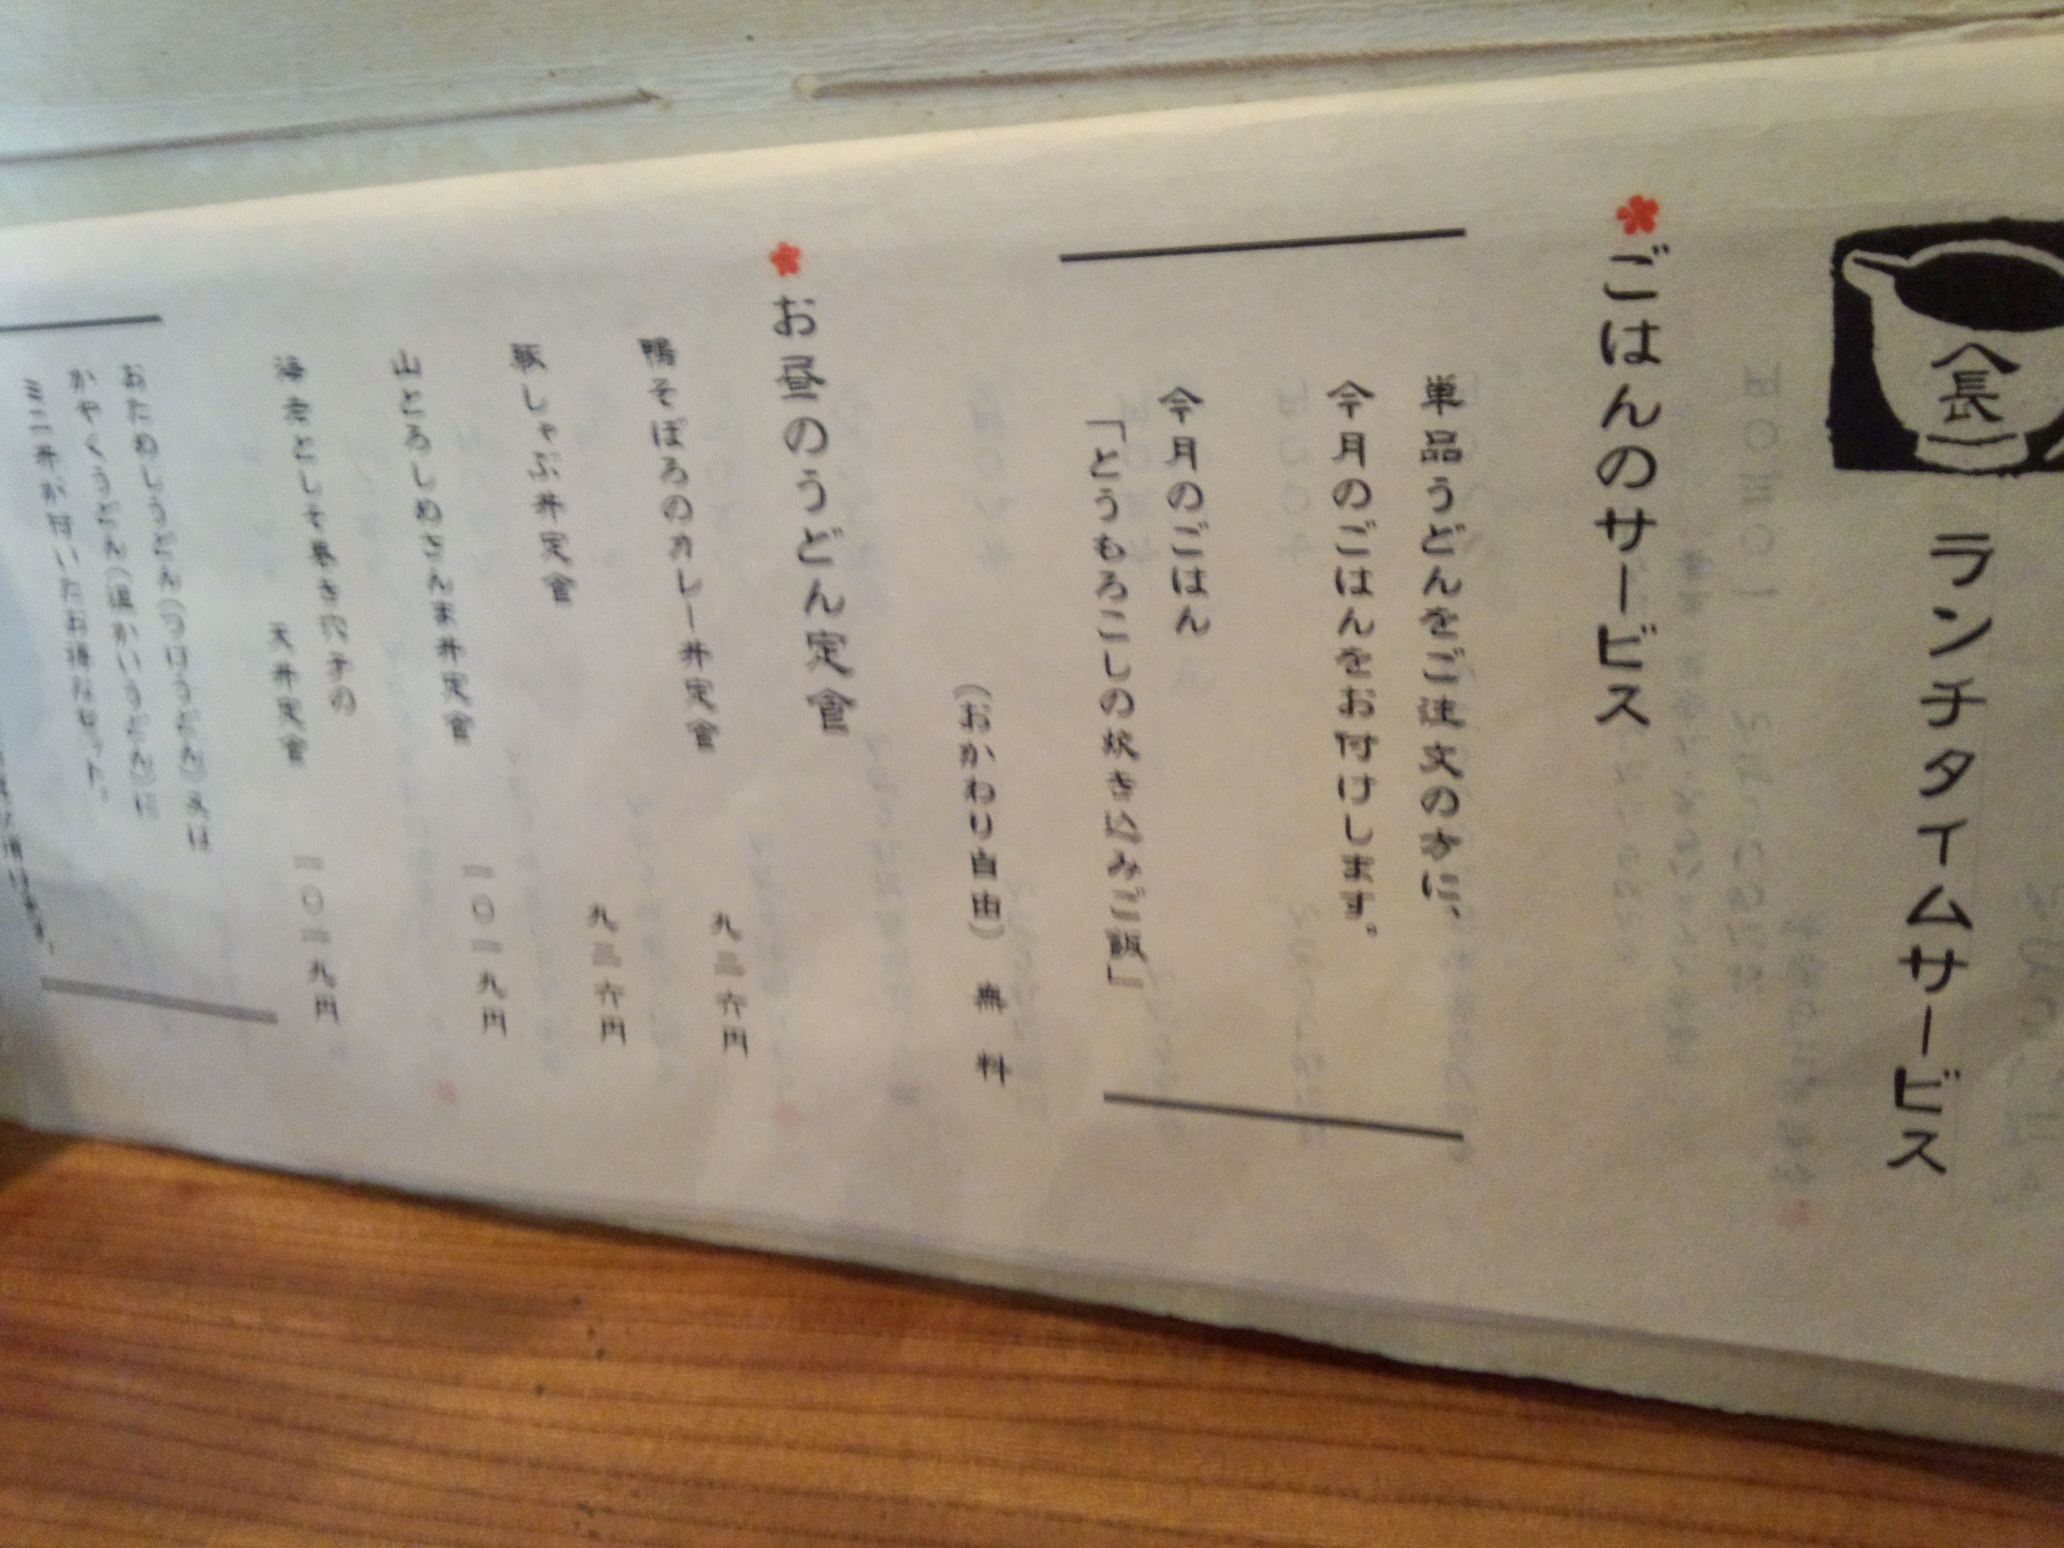 長
ランチタイムサービス
ごはんのサービス
単品うどんをご注文の方に、
今月のごはんをお付けします。
今月のごはん
「とうもろこしの炊き込みご飯」
（おかわり自由） 無 料
お昼のうどん定食
鴨そぼろのカレー丼定食 九三六円
豚しゃぶ丼定食 九三六円
山とろしめさんま丼定食 一〇一九円
海老としそ巻き穴子の
天丼定食 一〇一九円
おためしうどん（つけうどん）又は
かやくうどん（温かいうどん）に
ミニ丼が付いたお得なセット。